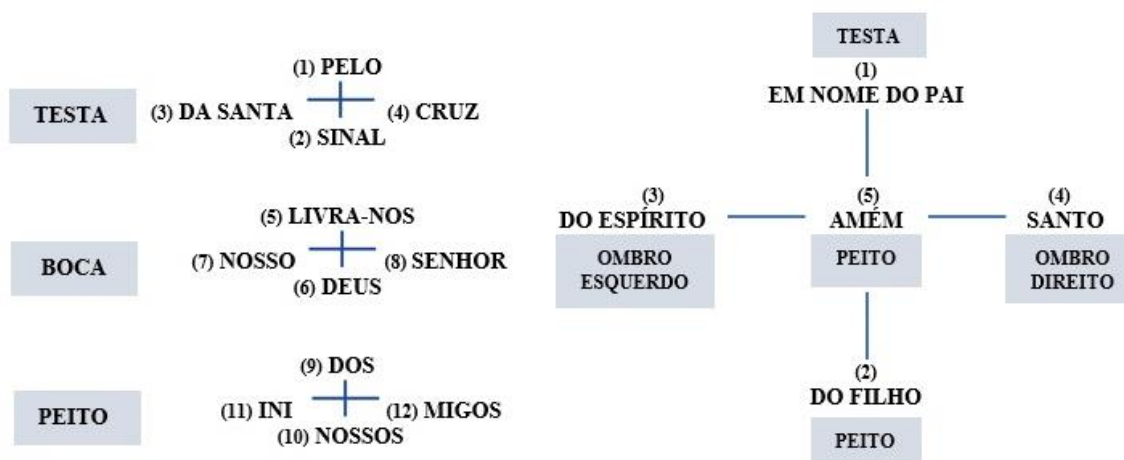 TESTA
(1) PELO
(3) DA SANTA
(4) CRUZ
(2) SINAL
BOCA
(5) LIVRA-NOS
(7) NOSSO
(8) SENHOR
(6) DEUS
PEITO
(9) DOS
(11) INI
(12) MIGOS
(10) NOSSOS
TESTA
(1)
EM NOME DO PAI
(3)
DO ESPÍRITO
OMBRO
ESQUERDO
(5)
AMÉM
PEITO
(4)
SANTO
OMBRO
DIREITO
(2)
DO FILHO
PEITO